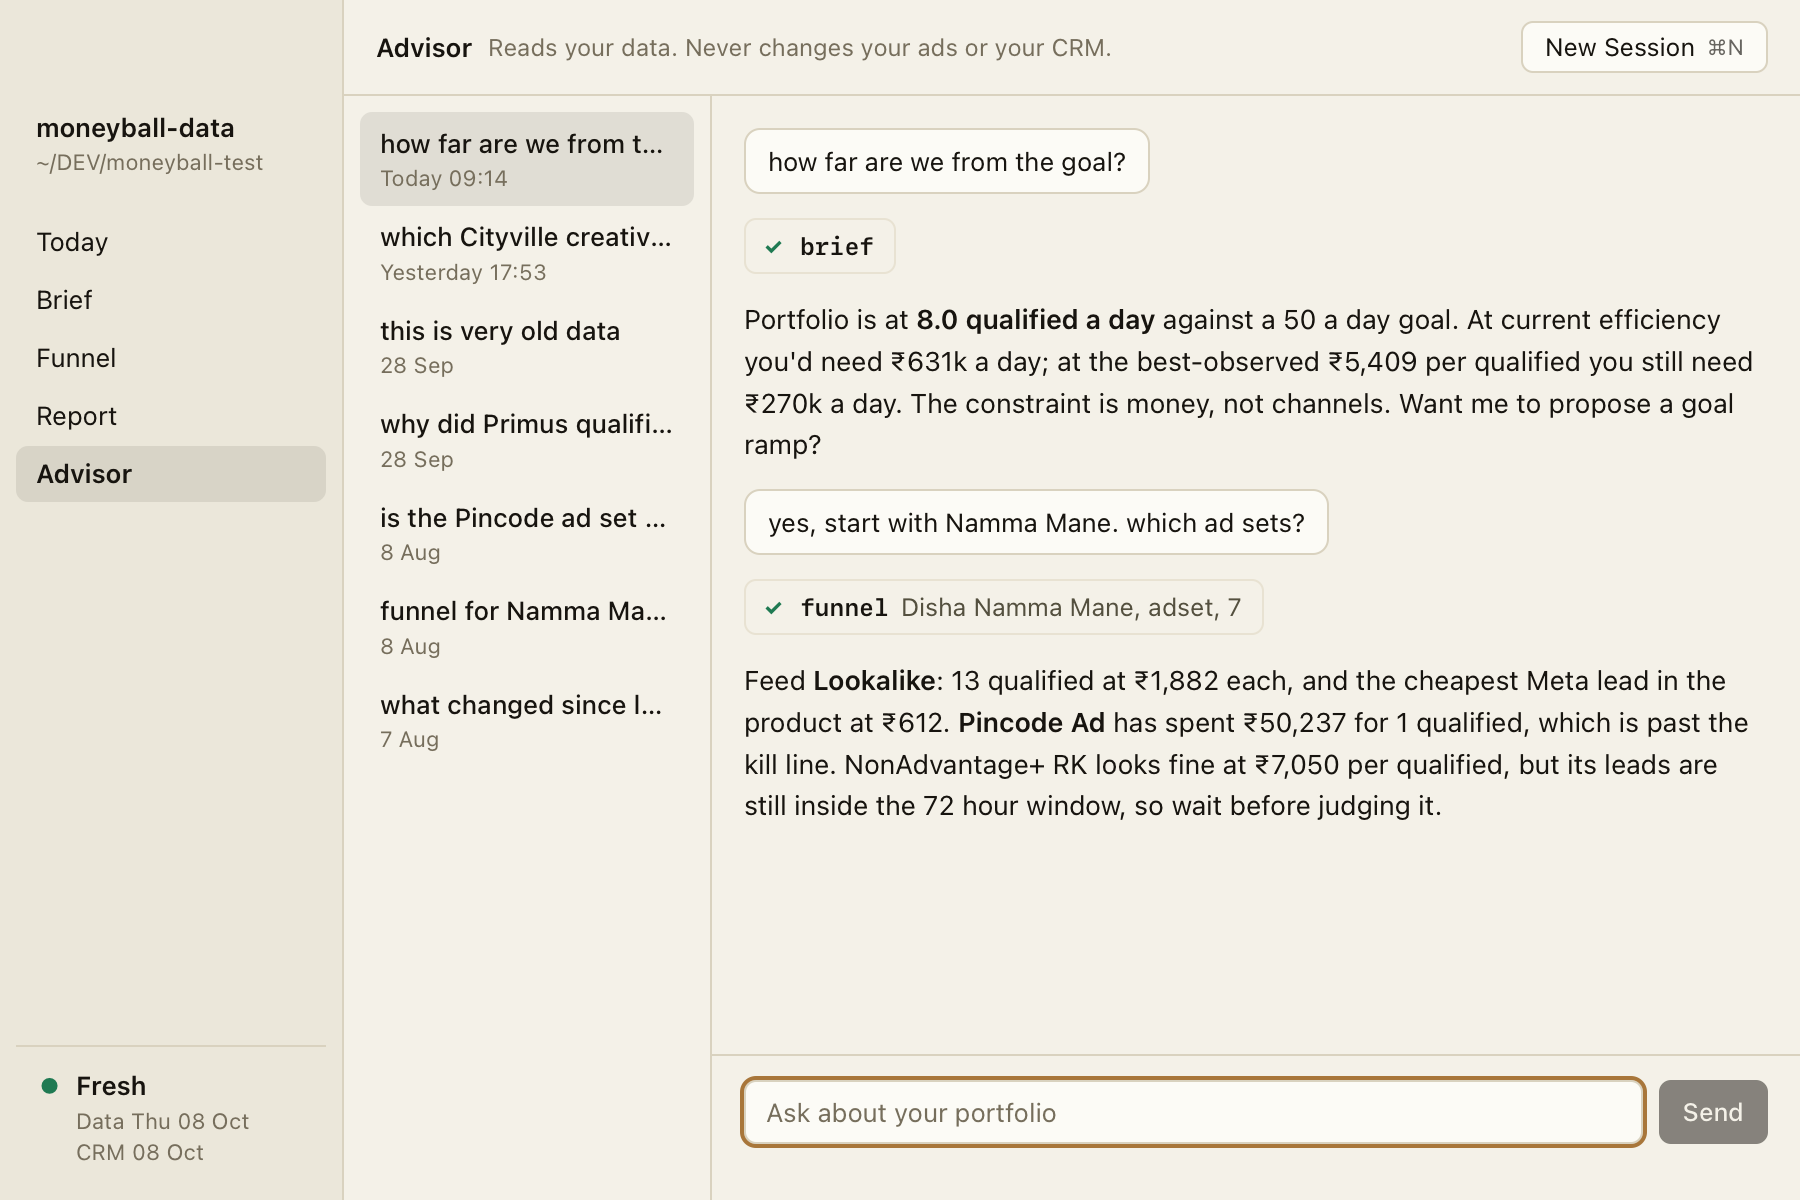 moneyball-data
~/DEV/moneyball-test
Today
Brief
Funnel
Report
Advisor
Fresh
Data Thu 08 Oct
CRM 08 Oct
Advisor Reads your data. Never changes your ads or your CRM.
New Session ⌘N
how far are we from t...
Today 09:14
which Cityville creativ...
Yesterday 17:53
this is very old data
28 Sep
why did Primus qualifi...
28 Sep
is the Pincode ad set ...
8 Aug
funnel for Namma Ma...
8 Aug
what changed since l...
7 Aug
how far are we from the goal?
✓ brief
Portfolio is at 8.0 qualified a day against a 50 a day goal. At current efficiency
you'd need ₹631k a day; at the best-observed ₹5,409 per qualified you still need
₹270k a day. The constraint is money, not channels. Want me to propose a goal
ramp?
yes, start with Namma Mane. which ad sets?
✓ funnel Disha Namma Mane, adset, 7
Feed Lookalike: 13 qualified at ₹1,882 each, and the cheapest Meta lead in the
product at ₹612. Pincode Ad has spent ₹50,237 for 1 qualified, which is past the
kill line. NonAdvantage+ RK looks fine at ₹7,050 per qualified, but its leads are
still inside the 72 hour window, so wait before judging it.
Ask about your portfolio
Send